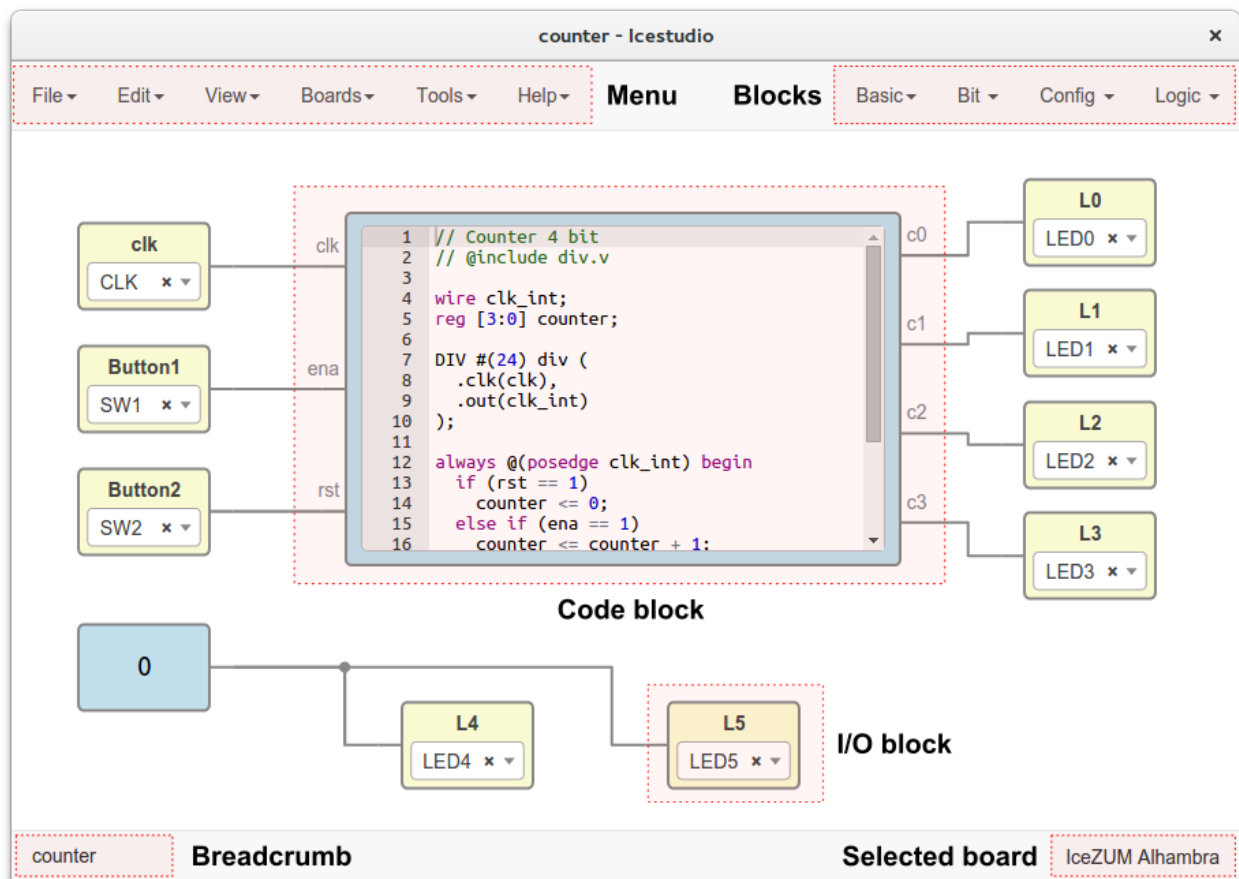 counter - Icestudio ×
File Edit View Boards Tools Help Menu Blocks Basic Bit Config Logic
clk
CLK ×
Button1
SW1 ×
Button2
SW2 ×
clk
ena
rst
1 // Counter 4 bit
2 // @include div.v
3
4 wire clk_int;
5 reg [3:0] counter;
6
7 DIV #(24) div (
8 .clk(clk),
9 .out(clk_int)
10 );
11
12 always @(posedge clk_int) begin
13 if (rst == 1)
14 counter <= 0;
15 else if (ena == 1)
16 counter <= counter + 1;
c0
c1
c2
c3
L0
LED0 ×
L1
LED1 ×
L2
LED2 ×
L3
LED3 ×
Code block
0
L4
LED4 ×
L5
LED5 ×
I/O block
counter Breadcrumb Selected board IceZUM Alhambra